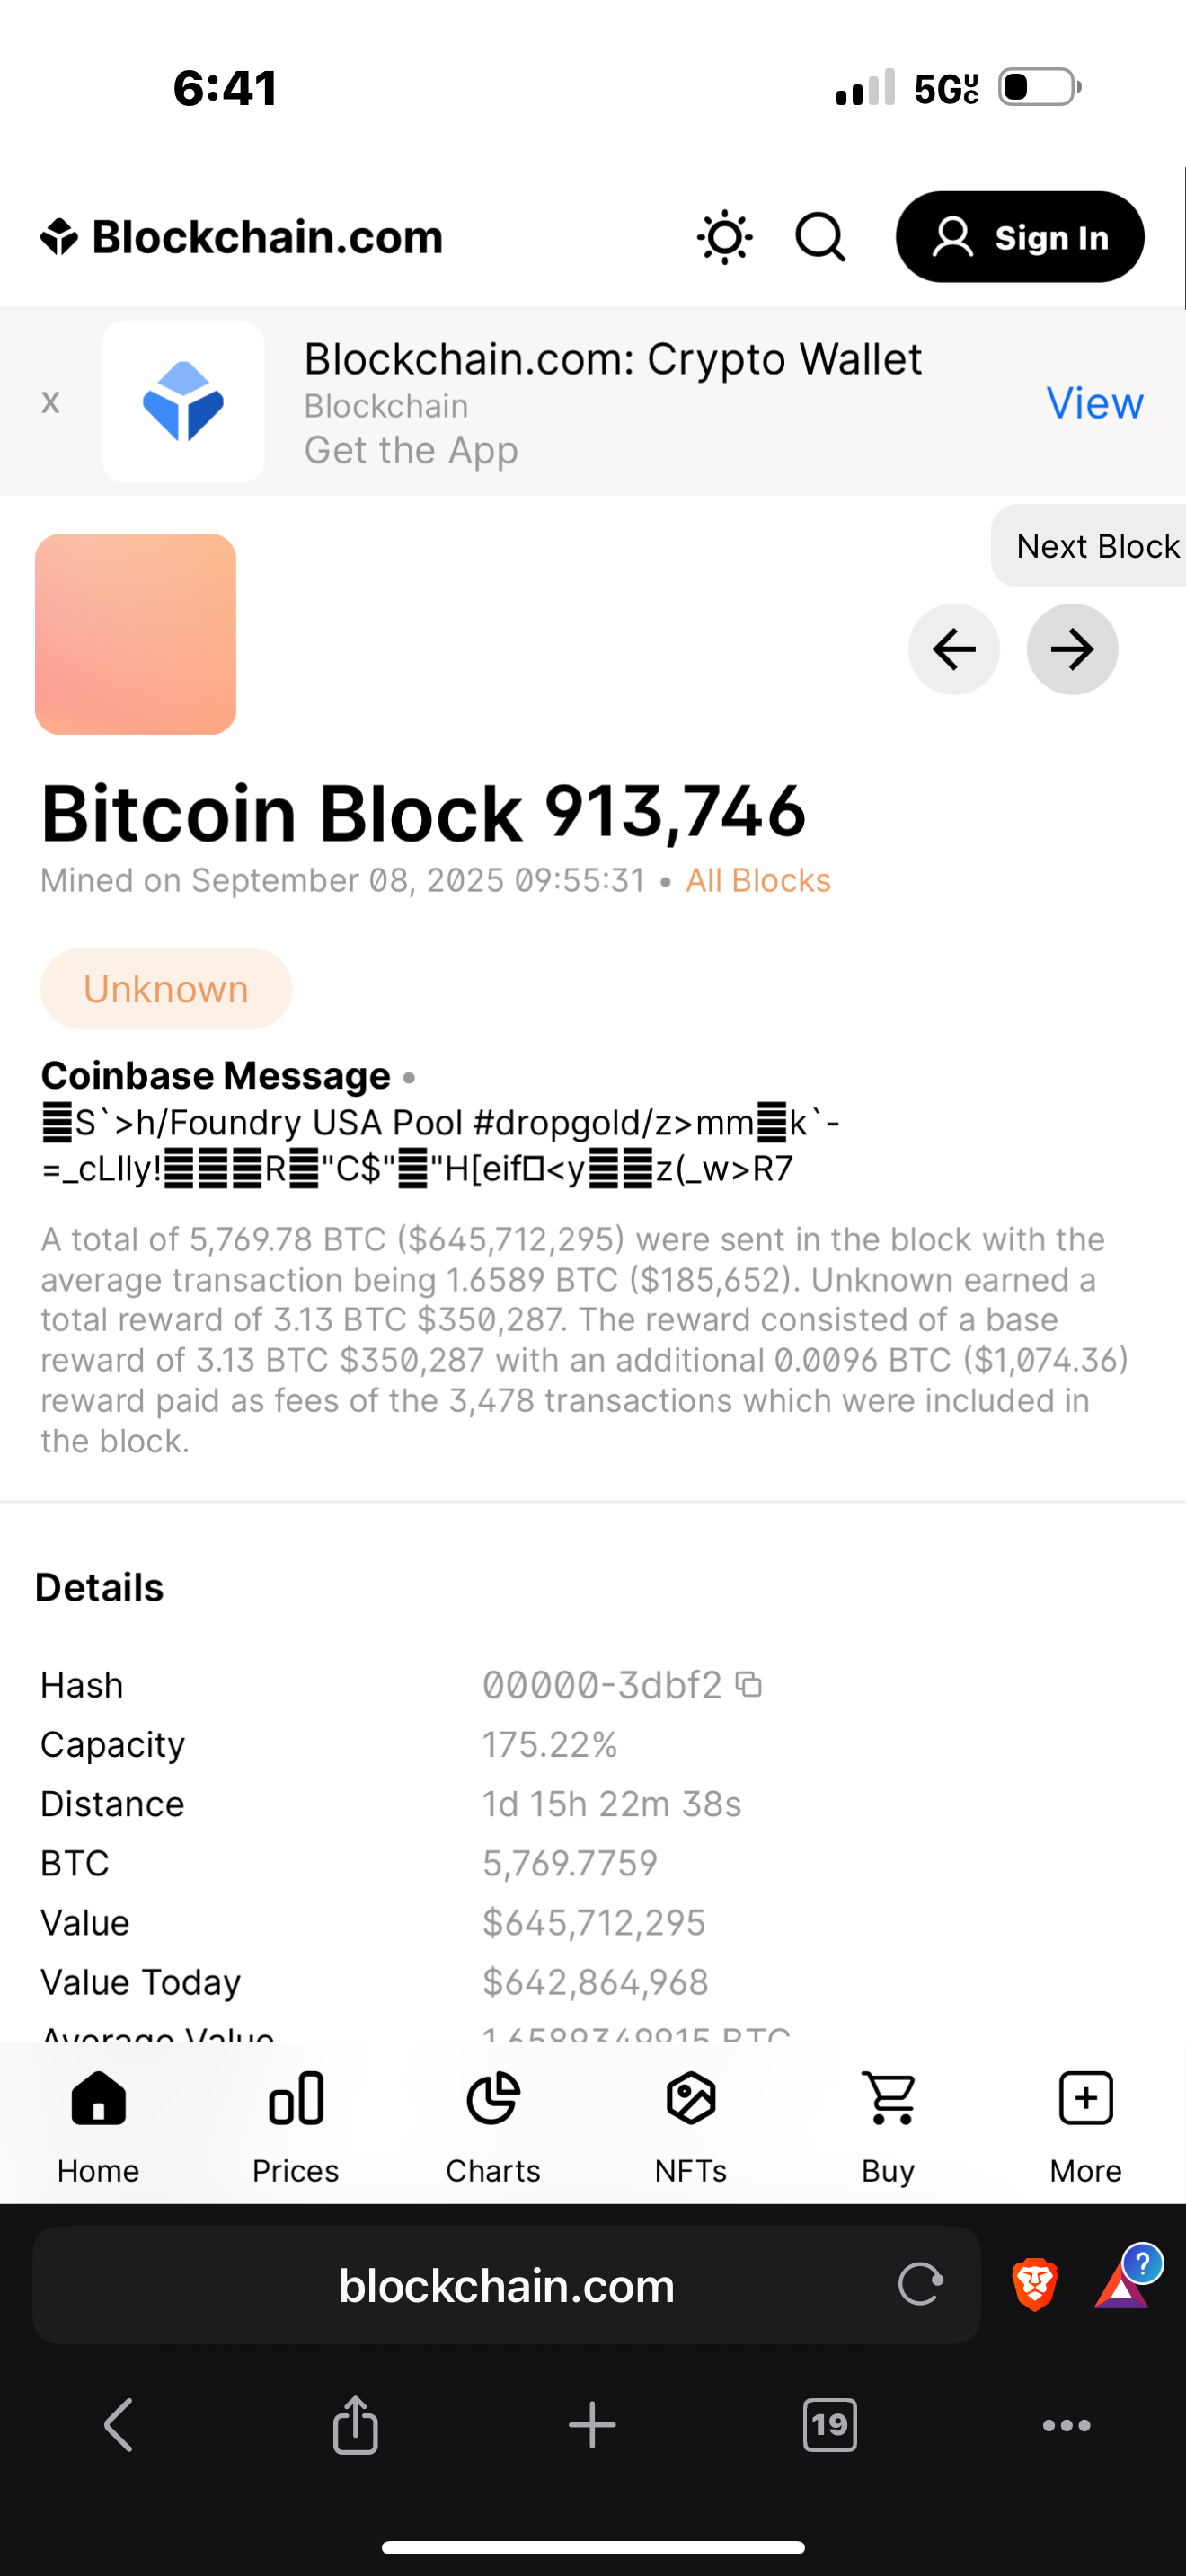 6:41
5GUC
Blockchain.com
Sign In
x
Blockchain.com: Crypto Wallet
Blockchain
Get the App
View
Next Block
Bitcoin Block 913,746
Mined on September 08, 2025 09:55:31 • All Blocks
Unknown
Coinbase Message •
S`>h/Foundry USA Pool #dropgold/z>mm k`-
=_cLlly! R "C$" "H[eif <y z(_w>R7
A total of 5,769.78 BTC ($645,712,295) were sent in the block with the
average transaction being 1.6589 BTC ($185,652). Unknown earned a
total reward of 3.13 BTC $350,287. The reward consisted of a base
reward of 3.13 BTC $350,287 with an additional 0.0096 BTC ($1,074.36)
reward paid as fees of the 3,478 transactions which were included in
the block.
Details
Hash 00000-3dbf2
Capacity 175.22%
Distance 1d 15h 22m 38s
BTC 5,769.7759
Value $645,712,295
Value Today $642,864,968
Average Value 1.6589349915 BTC
Home Prices Charts NFTs Buy More
blockchain.com
?
19